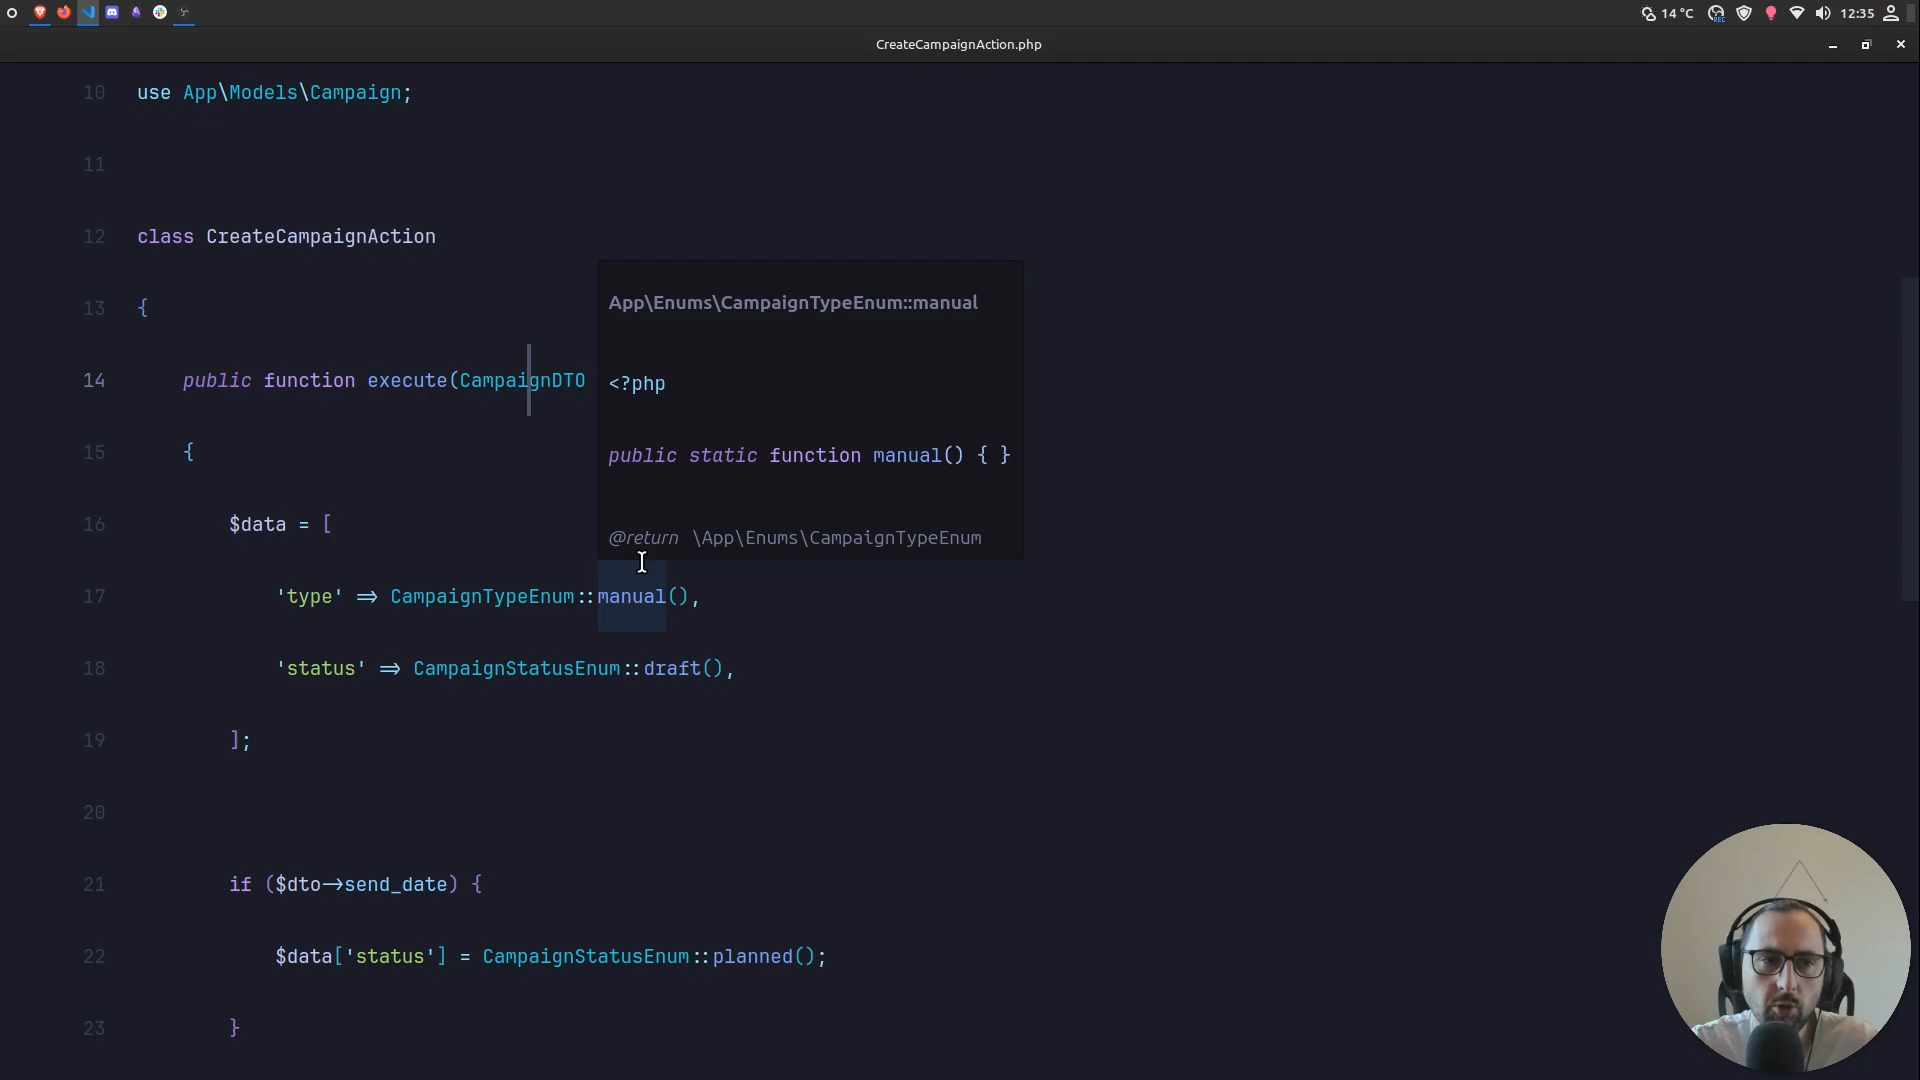 14 °C
REC
12:35
CreateCampaignAction.php
10 use App\Models\Campaign;
11
12 class CreateCampaignAction
13 {
14 public function execute(CampaignDTO
15 {
16 $data = [
17 'type' => CampaignTypeEnum::manual(),
18 'status' => CampaignStatusEnum::draft(),
19 ];
20
21 if ($dto->send_date) {
22 $data['status'] = CampaignStatusEnum::planned();
23 }
App\Enums\CampaignTypeEnum::manual
<?php
public static function manual() { }
@return \App\Enums\CampaignTypeEnum